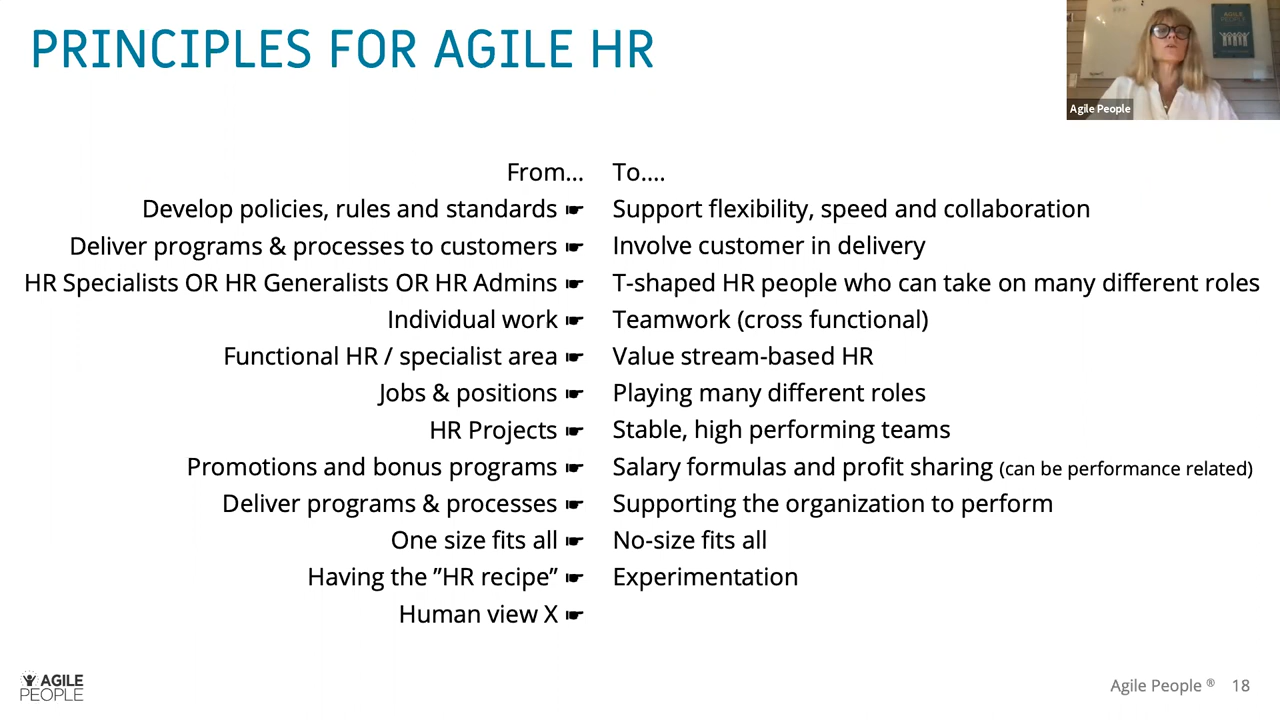 PRINCIPLES FOR AGILE HR
AGILE
PEOPLE
Agile People
From... To....
Develop policies, rules and standards ☛ Support flexibility, speed and collaboration
Deliver programs & processes to customers ☛ Involve customer in delivery
HR Specialists OR HR Generalists OR HR Admins ☛ T-shaped HR people who can take on many different roles
Individual work ☛ Teamwork (cross functional)
Functional HR / specialist area ☛ Value stream-based HR
Jobs & positions ☛ Playing many different roles
HR Projects ☛ Stable, high performing teams
Promotions and bonus programs ☛ Salary formulas and profit sharing (can be performance related)
Deliver programs & processes ☛ Supporting the organization to perform
One size fits all ☛ No-size fits all
Having the ”HR recipe” ☛ Experimentation
Human view X ☛
AGILE
PEOPLE
Agile People ® 18